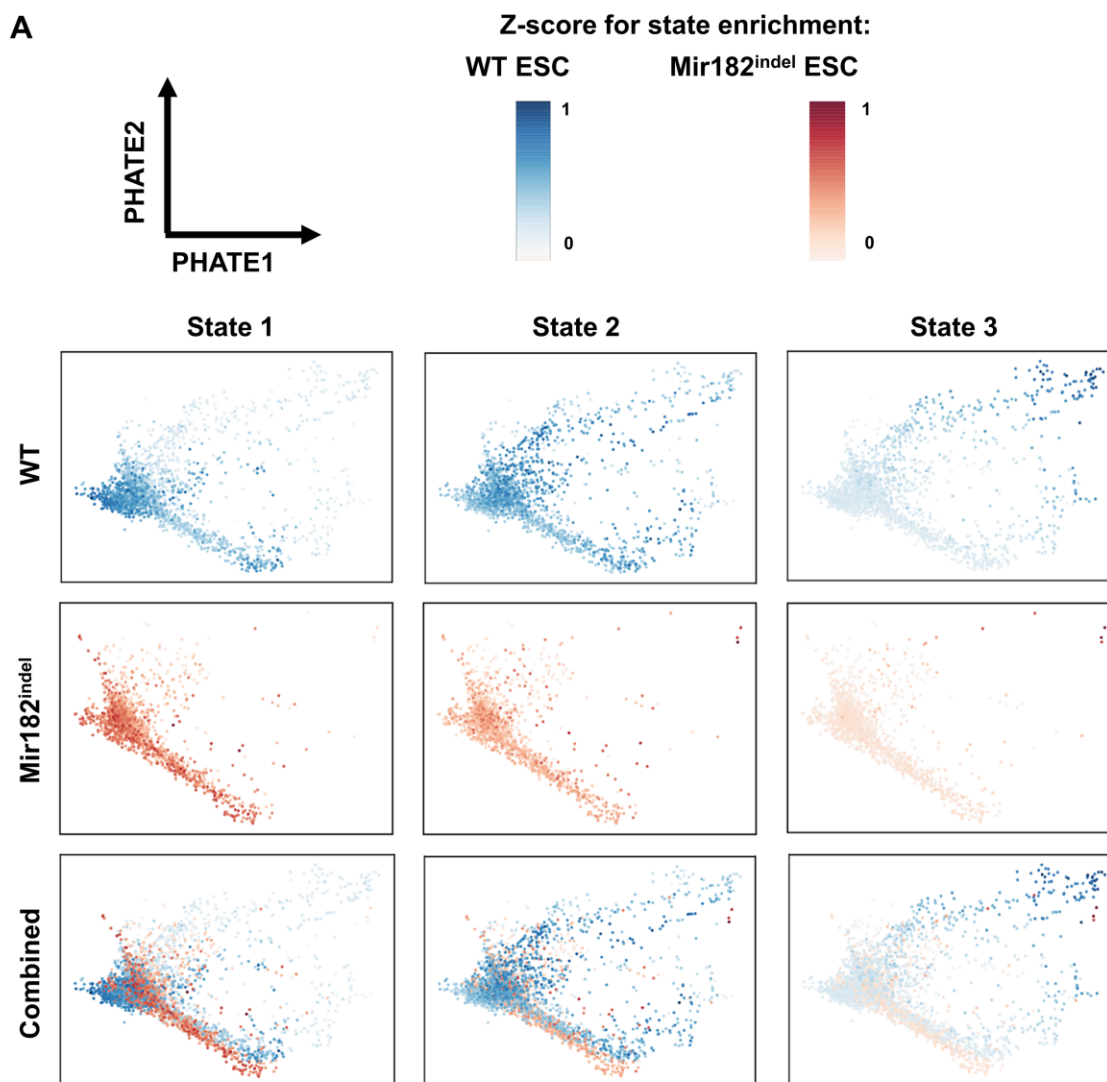 A
Z-score for state enrichment:
WT ESC
Mir182indel ESC
1
1
0
0
PHATE2
PHATE1
State 1
State 2
State 3
WT
Mir182indel
Combined